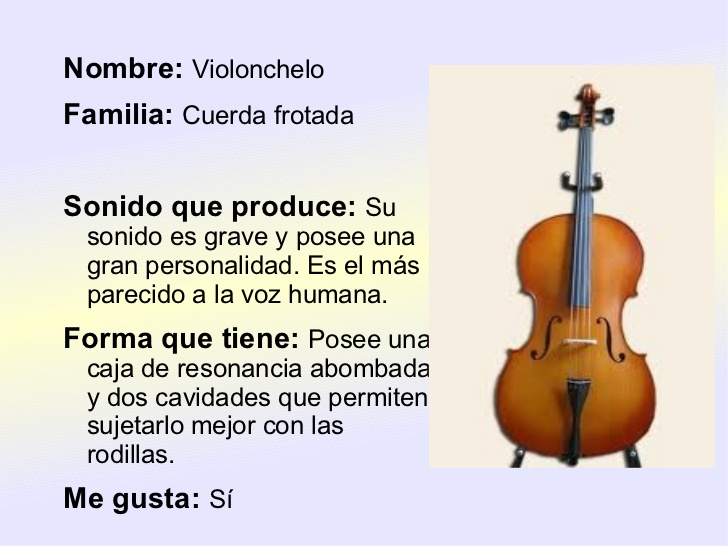 Nombre: Violonchelo
Familia: Cuerda frotada
Sonido que produce: Su
sonido es grave y posee una
gran personalidad. Es el más
parecido a la voz humana.
Forma que tiene: Posee una
caja de resonancia abombada
y dos cavidades que permiten
sujetarlo mejor con las
rodillas.
Me gusta: Sí